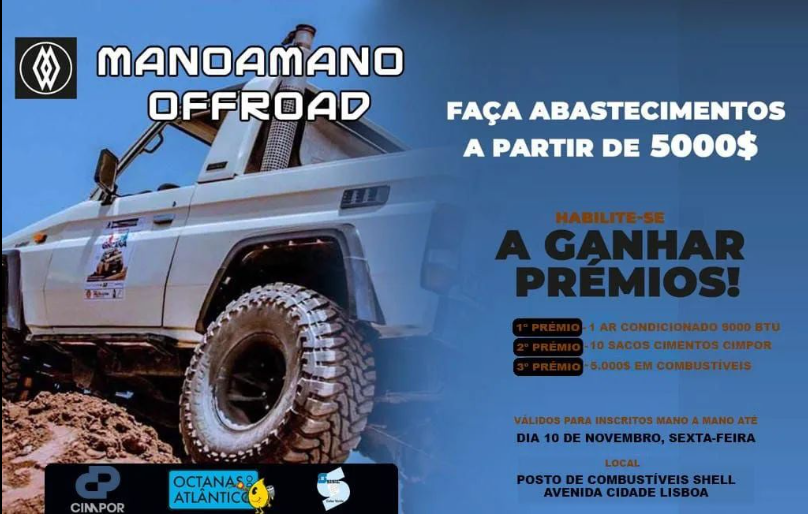 MANOAMANO
OFFROAD
FAÇA ABASTECIMENTOS
A PARTIR DE 5000$
HABILITE-SE
A GANHAR
PRÉMIOS!
1º PRÉMIO - 1 AR CONDICIONADO 9000 BTU
2º PRÉMIO - 10 SACOS CIMENTOS CIMPOR
3º PRÉMIO - 5.000$ EM COMBUSTÍVEIS
VÁLIDOS PARA INSCRITOS MANO A MANO ATÉ
DIA 10 DE NOVEMBRO, SEXTA-FEIRA
LOCAL
POSTO DE COMBUSTÍVEIS SHELL
AVENIDA CIDADE LISBOA
CIMPOR
OCTANAS DO
ATLÂNTICO